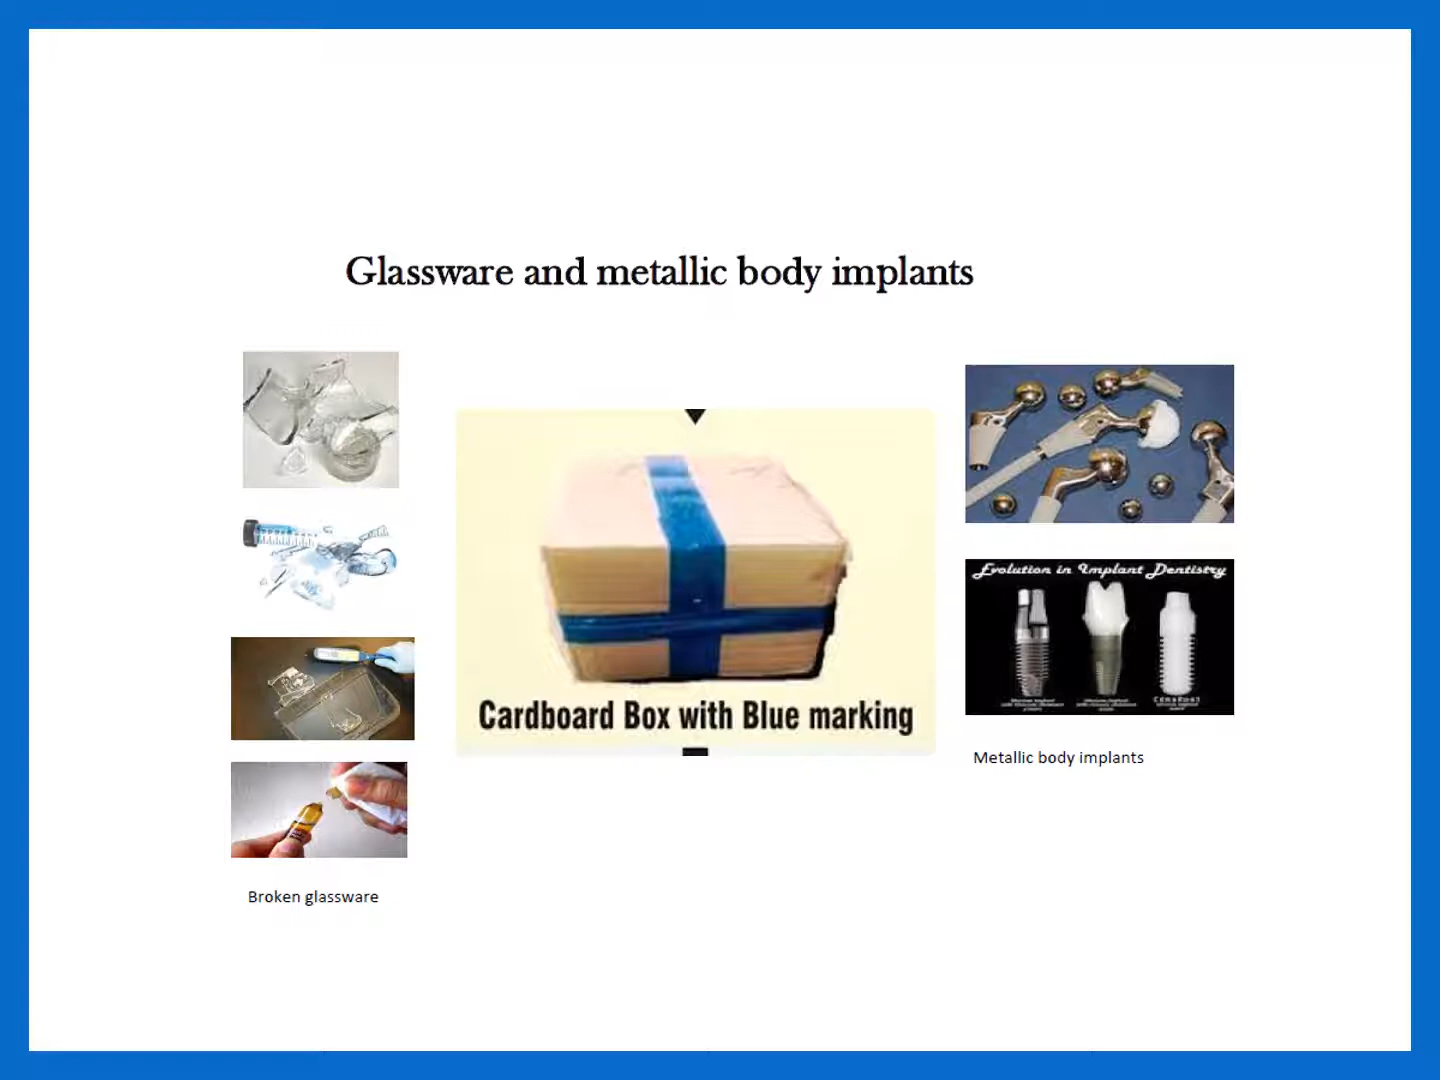 Glassware and metallic body implants
Cardboard Box with Blue marking
Evolution in Implant Dentistry
Metallic body implants
Broken glassware